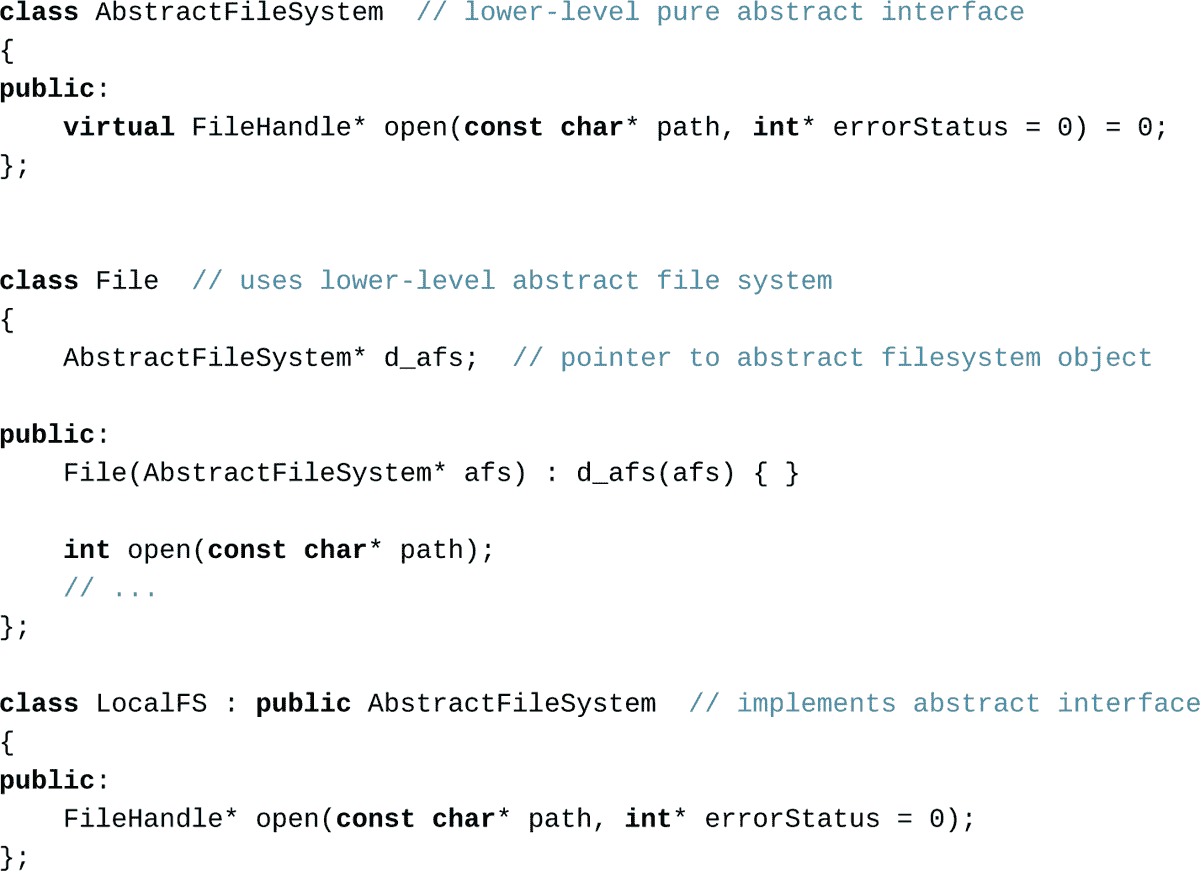 class AbstractFileSystem  // lower-level pure abstract interface
{
public:
    virtual FileHandle* open(const char* path, int* errorStatus = 0) = 0;
};
class File  // uses lower-level abstract file system
{
    AbstractFileSystem* d_afs;  // pointer to abstract filesystem object
public:
    File(AbstractFileSystem* afs) : d_afs(afs) { }
    int open(const char* path);
    // ...
};
class LocalFS : public AbstractFileSystem  // implements abstract interface
{
public:
    FileHandle* open(const char* path, int* errorStatus = 0);
};